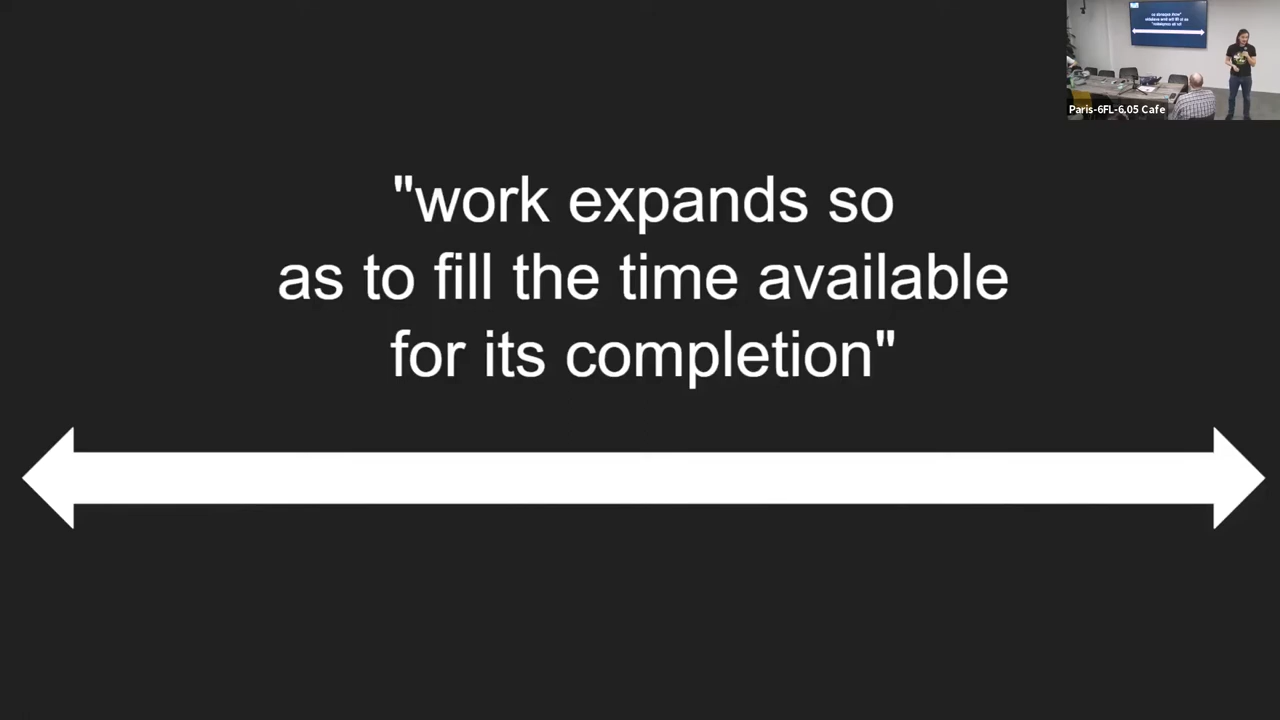 "work expands so
as to fill the time available
for its completion"
Paris-6FL-6.05 Cafe